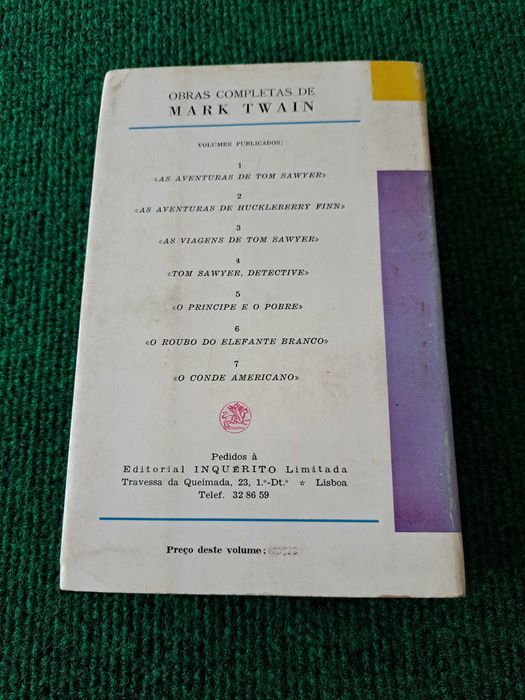 OBRAS COMPLETAS DE
MARK TWAIN
VOLUMES PUBLICADOS:
1
«AS AVENTURAS DE TOM SAWYER»
2
«AS AVENTURAS DE HUCKLEBERRY FINN»
3
«AS VIAGENS DE TOM SAWYER»
4
«TOM SAWYER, DETECTIVE»
5
«O PRINCIPE E O POBRE»
6
«O ROUBO DO ELEFANTE BRANCO»
7
«O CONDE AMERICANO»
Pedidos à
Editorial INQUÉRITO Limitada
Travessa da Queimada, 23, 1.º-Dt.º * Lisboa
Telef. 32 86 59
Preço deste volume: